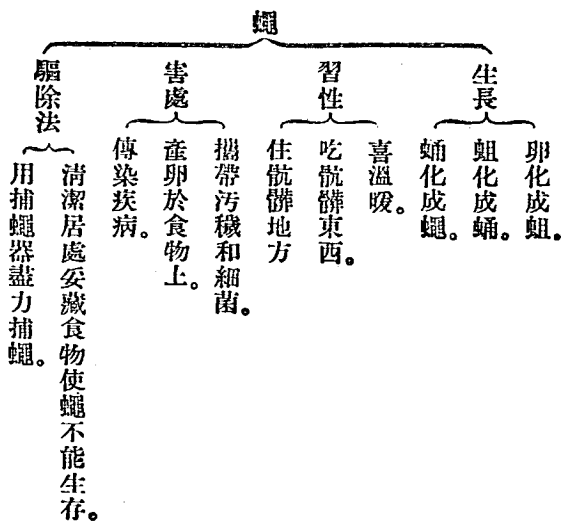 蠅
生長
卵化成蛆。
蛆化成蛹。
蛹化成蠅。
習性
喜溫暖。
吃骯髒東西。
住骯髒地方
害處
攜帶污穢和細菌。
產卵於食物上。
傳染疾病。
驅除法
清潔居處妥藏食物使蠅不能生存。
用捕蠅器盡力捕蠅。